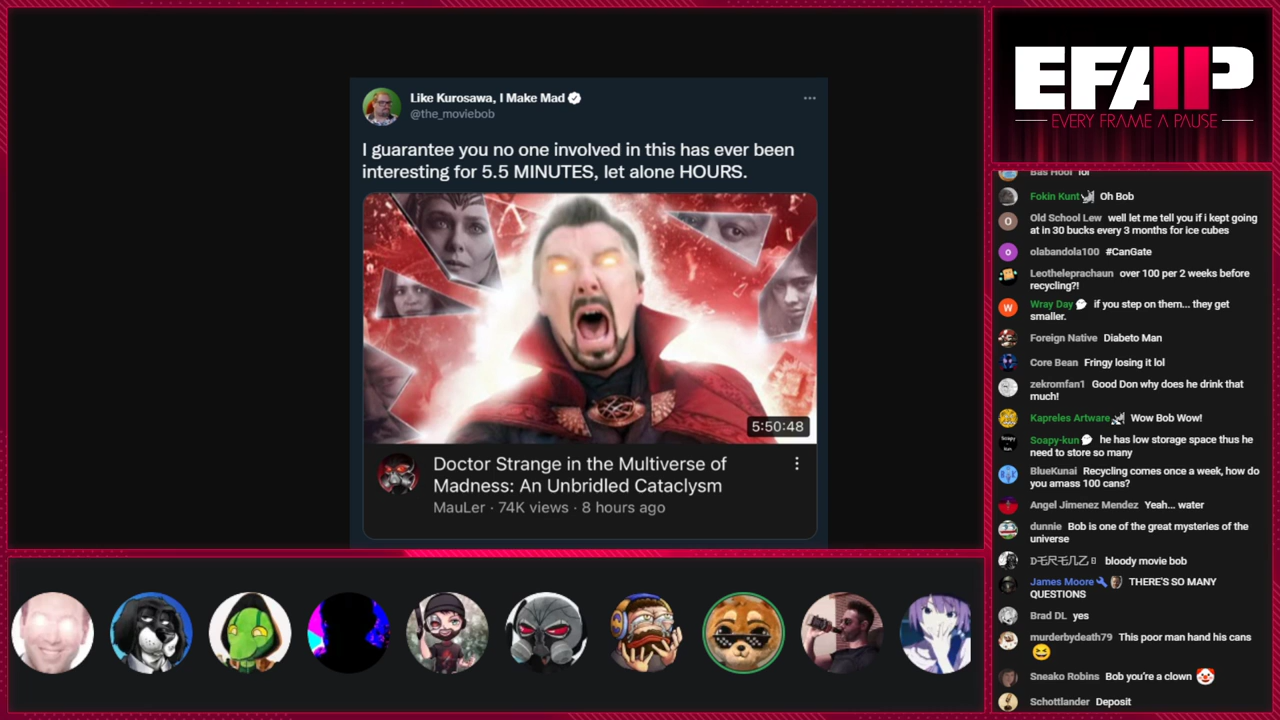 Like Kurosawa, I Make Mad
@the_moviebob
I guarantee you no one involved in this has ever been
interesting for 5.5 MINUTES, let alone HOURS.
5:50:48
Doctor Strange in the Multiverse of
Madness: An Unbridled Cataclysm
MauLer · 74K views · 8 hours ago
EFAP
EVERY FRAME A PAUSE
Bas Hoof lol
Fokin Kunt Oh Bob
Old School Lew well let me tell you if i kept going
at in 30 bucks every 3 months for ice cubes
olabandola100 #CanGate
Leotheleprachaun over 100 per 2 weeks before
recycling?!
Wray Day if you step on them... they get
smaller.
Foreign Native Diabeto Man
Core Bean Fringy losing it lol
zekromfan1 Good Don why does he drink that
much!
Kapreles Artware Wow Bob Wow!
Soapy-kun he has low storage space thus he
need to store so many
BlueKunai Recycling comes once a week, how do
you amass 100 cans?
Angel Jimenez Mendez Yeah... water
dunnie Bob is one of the great mysteries of the
universe
bloody movie bob
James Moore THERE'S SO MANY
QUESTIONS
Brad DL yes
murderbydeath79 This poor man hand his cans
Sneako Robins Bob you're a clown
Schottlander Deposit